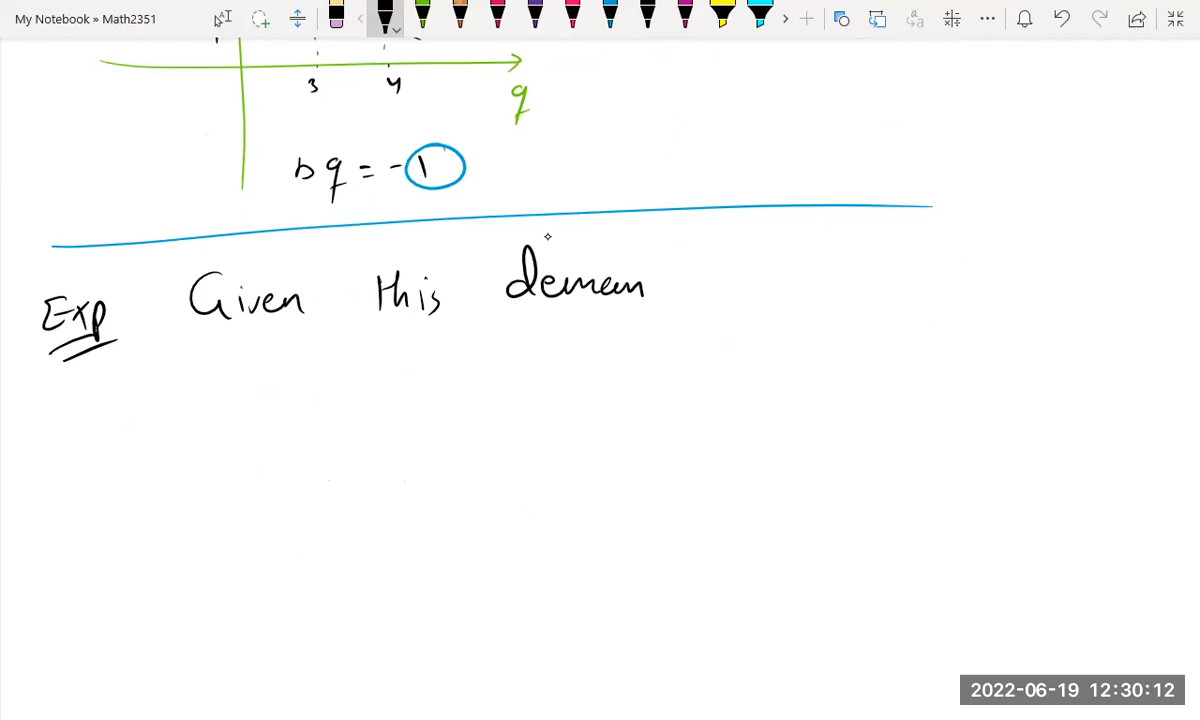 My Notebook » Math2351
3 4
q
Δq = -1
Exp Given this deman
2022-06-19 12:30:12